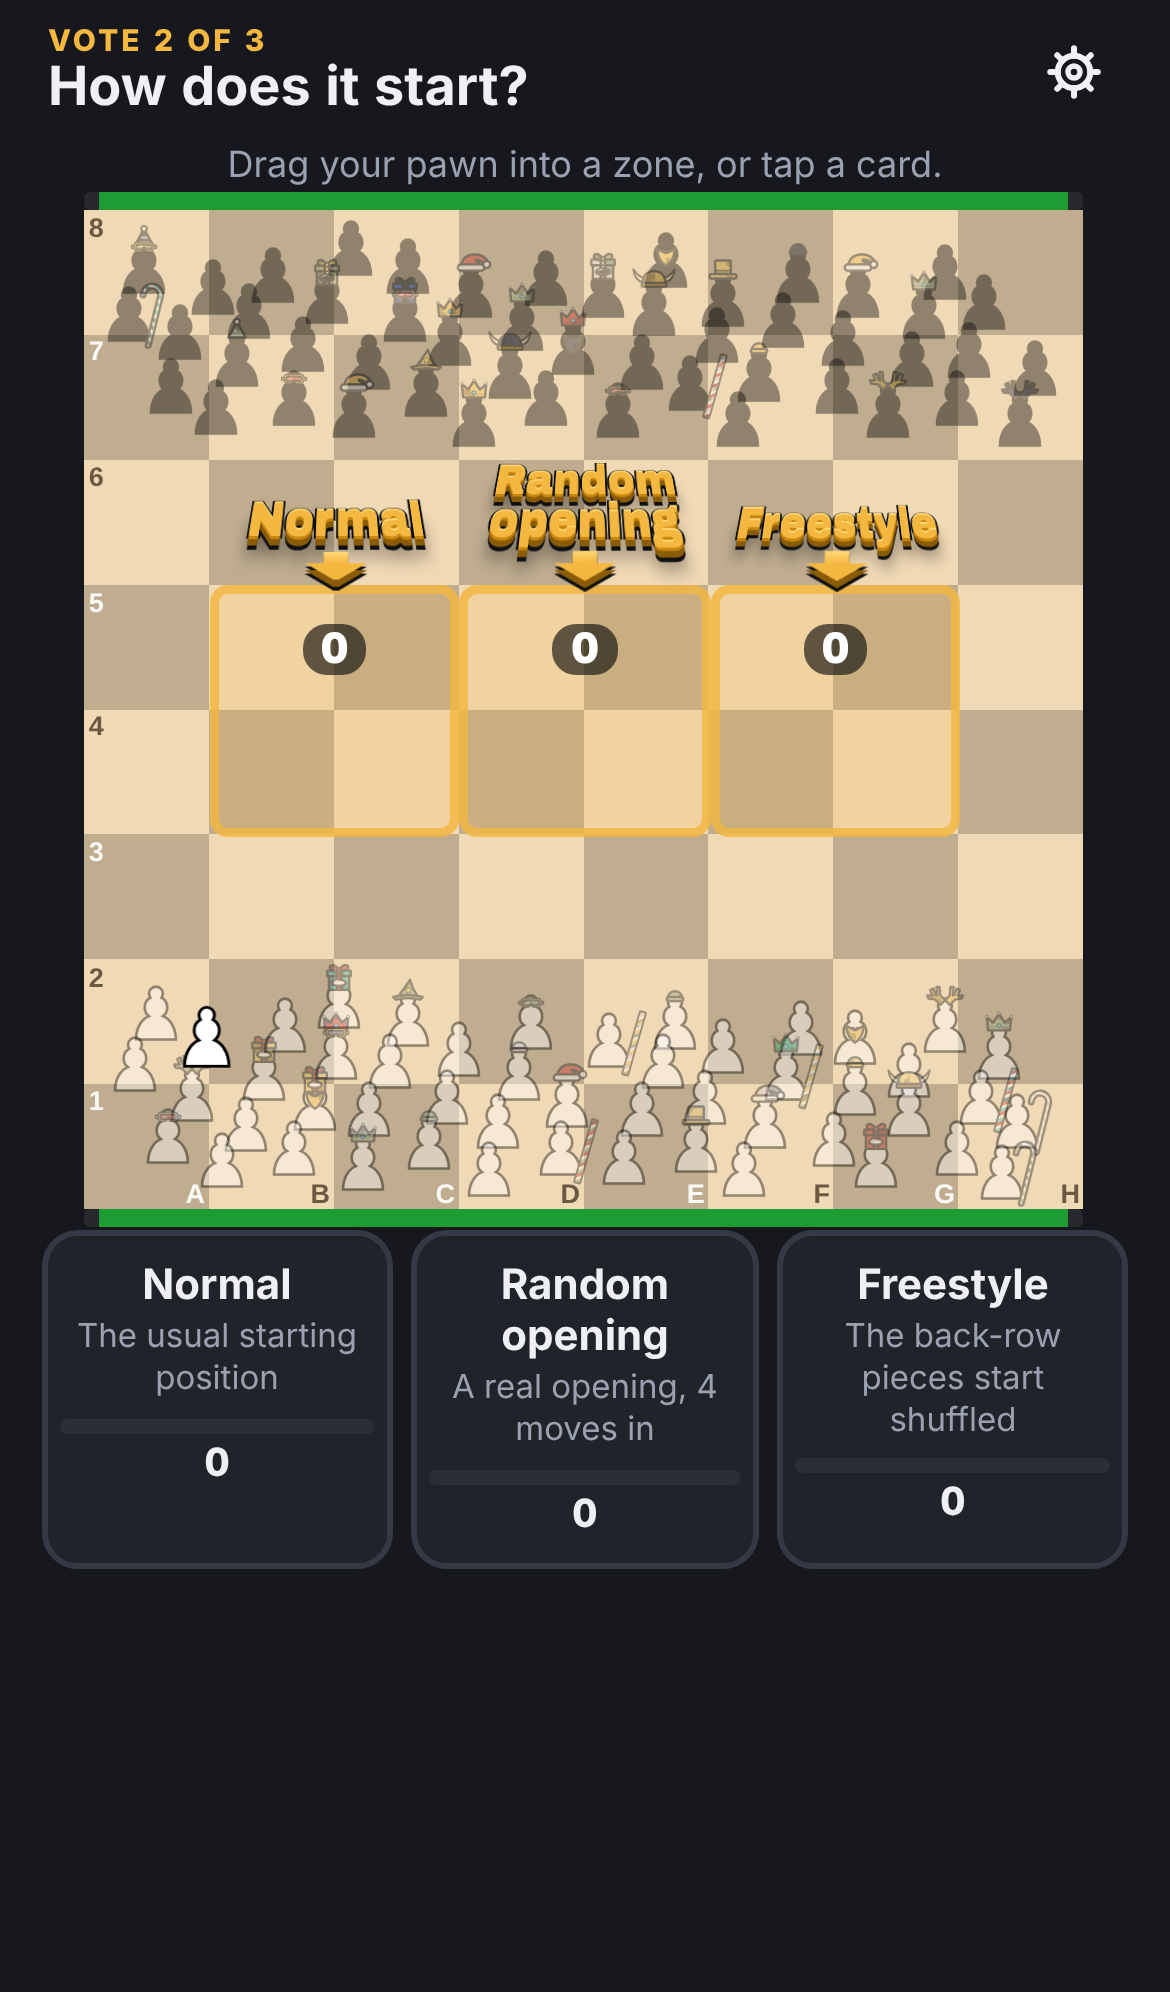 VOTE 2 OF 3
How does it start?
Drag your pawn into a zone, or tap a card.
8
7
6
Normal
Random
opening
Freestyle
5
0
0
0
4
3
2
1
A
B
C
D
E
F
G
H
Normal
The usual starting
position
0
Random
opening
A real opening, 4
moves in
0
Freestyle
The back-row
pieces start
shuffled
0